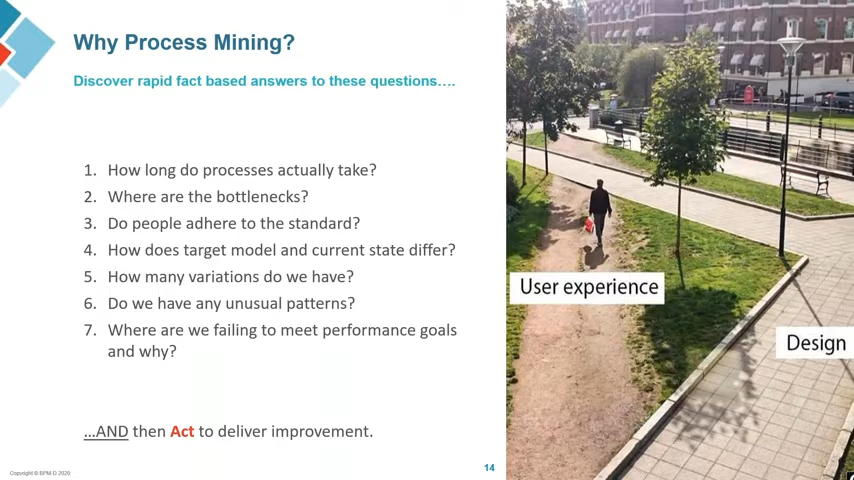 Why Process Mining?
Discover rapid fact based answers to these questions….
1. How long do processes actually take?
2. Where are the bottlenecks?
3. Do people adhere to the standard?
4. How does target model and current state differ?
5. How many variations do we have?
6. Do we have any unusual patterns?
7. Where are we failing to meet performance goals
and why?
…AND then Act to deliver improvement.
Copyright © BPM-D 2020
14
User experience
Design